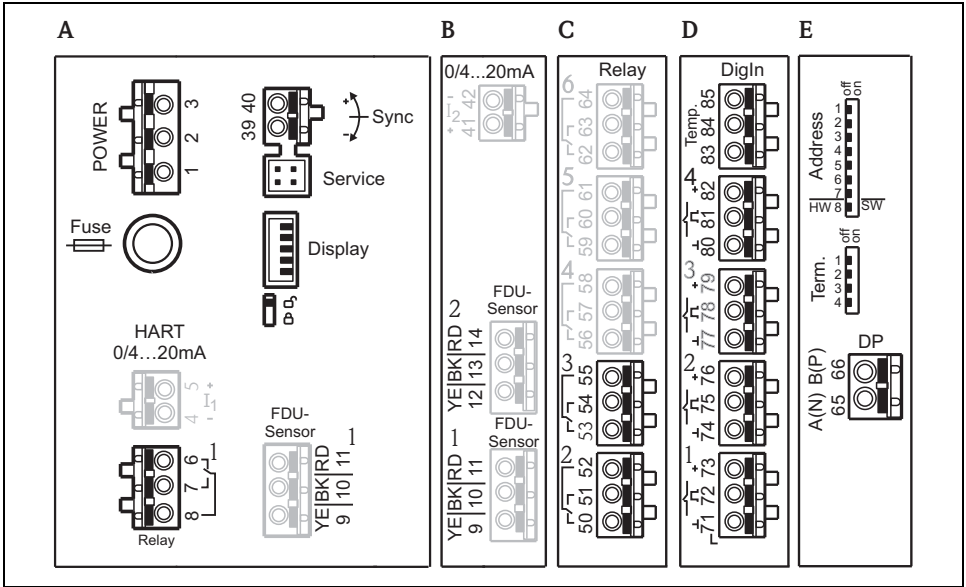 A
B
C
D
E
POWER
3
2
1
39 40
+
-
Sync
Service
Fuse
Display
HART
0/4...20mA
5
4
+
I1
-
6
7
8
1
Relay
FDU-
Sensor
1
YE|BK|RD
9|10|11
0/4...20mA
-
I2
+
41 42
FDU-
Sensor
2
YE|BK|RD
12|13|14
FDU-
Sensor
1
YE|BK|RD
9|10|11
Relay
6
62 63 64
5
59 60 61
4
56 57 58
3
53 54 55
2
50 51 52
DigIn
Temp.
83 84 85
4
+
80 81 82
3
+
77 78 79
2
+
74 75 76
1
+
71 72 73
off
on
Address
1
2
3
4
5
6
7
HW 8 SW
off
on
Term.
1
2
3
4
DP
A(N) B(P)
65 66